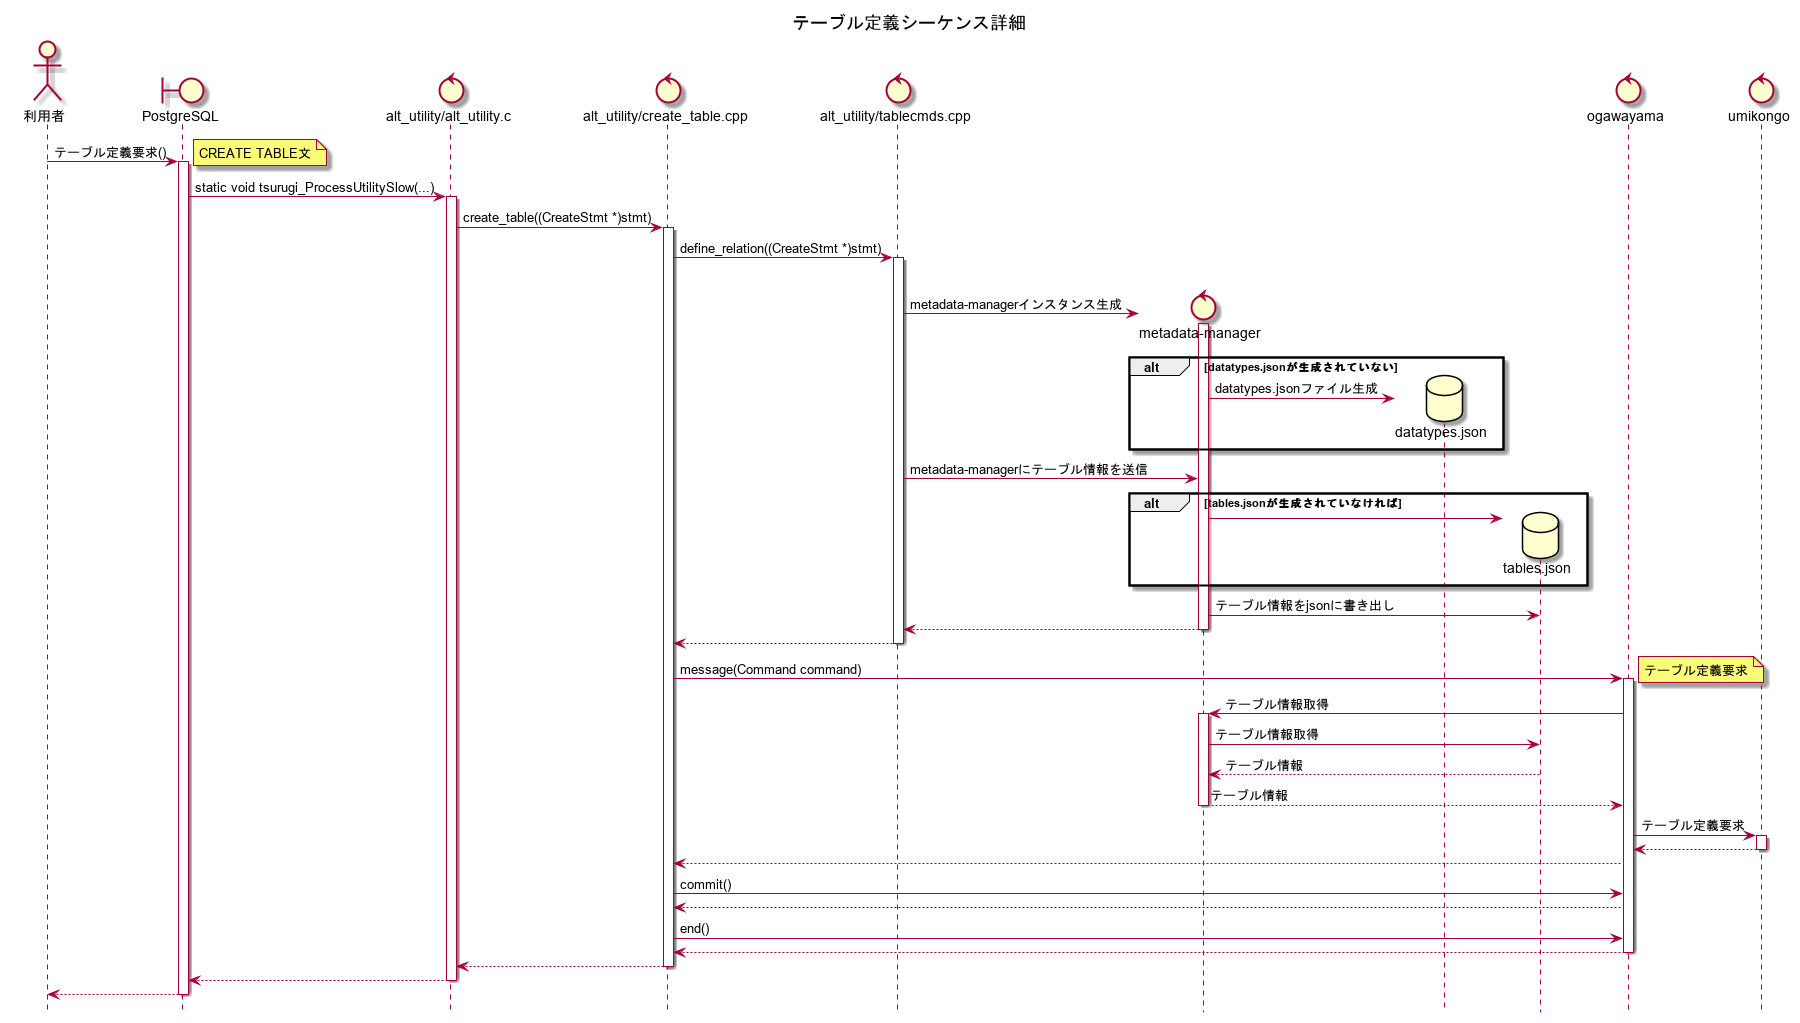 テーブル定義シーケンス詳細
利用者
PostgreSQL
alt_utility/alt_utility.c
alt_utility/create_table.cpp
alt_utility/tablecmds.cpp
ogawayama
umikongo
テーブル定義要求()
CREATE TABLE文
static void tsurugi_ProcessUtilitySlow(...)
create_table((CreateStmt *)stmt)
define_relation((CreateStmt *)stmt)
metadata-managerインスタンス生成
metadata-manager
alt
[datatypes.jsonが生成されていない]
datatypes.jsonファイル生成
datatypes.json
metadata-managerにテーブル情報を送信
alt
[tables.jsonが生成されていなければ]
tables.json
テーブル情報をjsonに書き出し
message(Command command)
テーブル定義要求
テーブル情報取得
テーブル情報取得
テーブル情報
テーブル情報
テーブル定義要求
commit()
end()